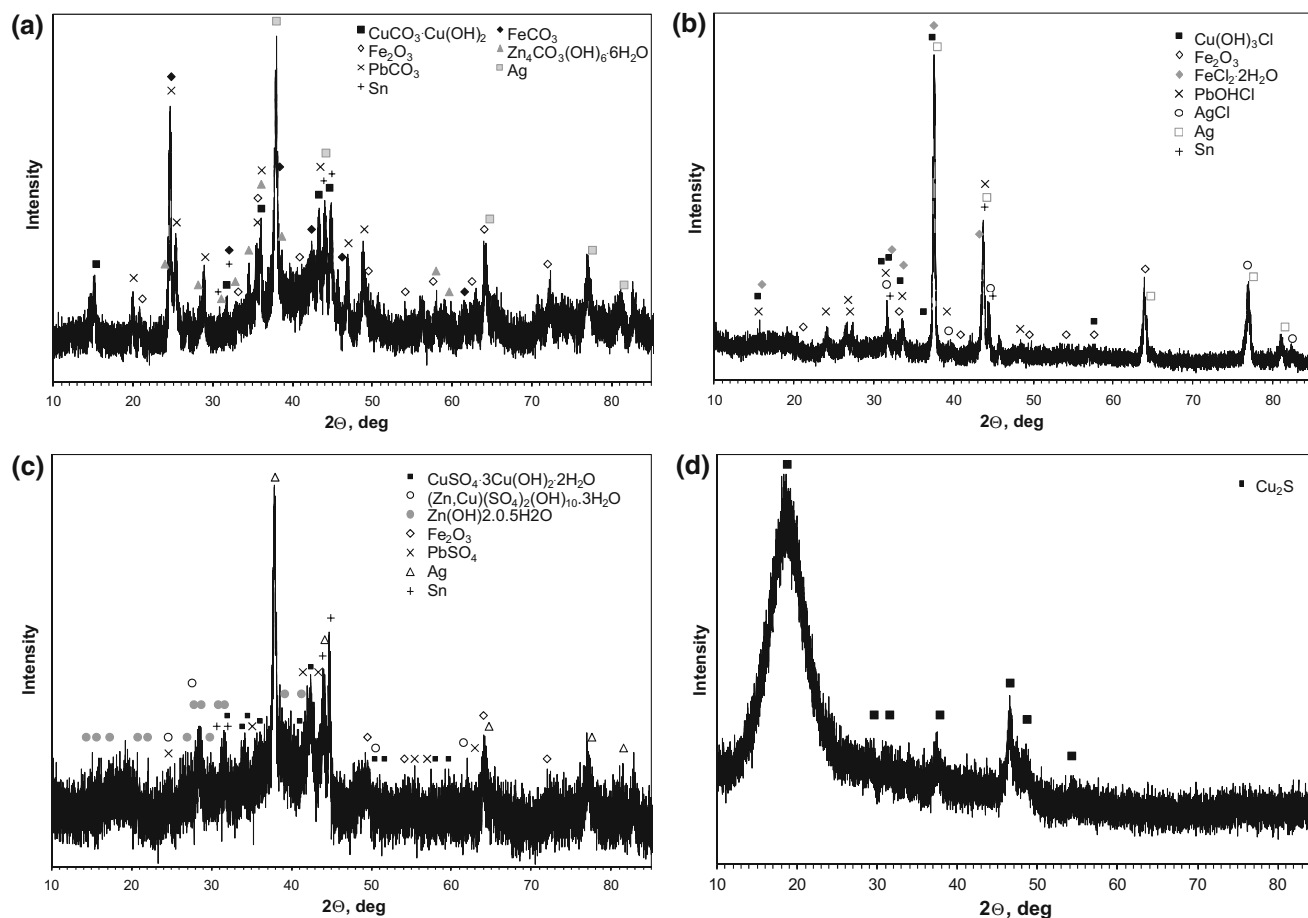 (a)
CuCO₃·Cu(OH)₂
Fe₂O₃
PbCO₃
Sn
FeCO₃
Zn₄CO₃(OH)₆·6H₂O
Ag
Intensity
10 20 30 40 50 60 70 80
2Θ, deg
(b)
Cu(OH)₃Cl
Fe₂O₃
FeCl₂·2H₂O
PbOHCl
AgCl
Ag
Sn
Intensity
10 20 30 40 50 60 70 80
2Θ, deg
(c)
CuSO₄·3Cu(OH)₂·2H₂O
(Zn,Cu)(SO₄)₂(OH)₁₀.3H₂O
Zn(OH)2.0.5H2O
Fe₂O₃
PbSO₄
Ag
Sn
Intensity
10 20 30 40 50 60 70 80
2Θ, deg
(d)
Cu₂S
Intensity
10 20 30 40 50 60 70 80
2Θ, deg